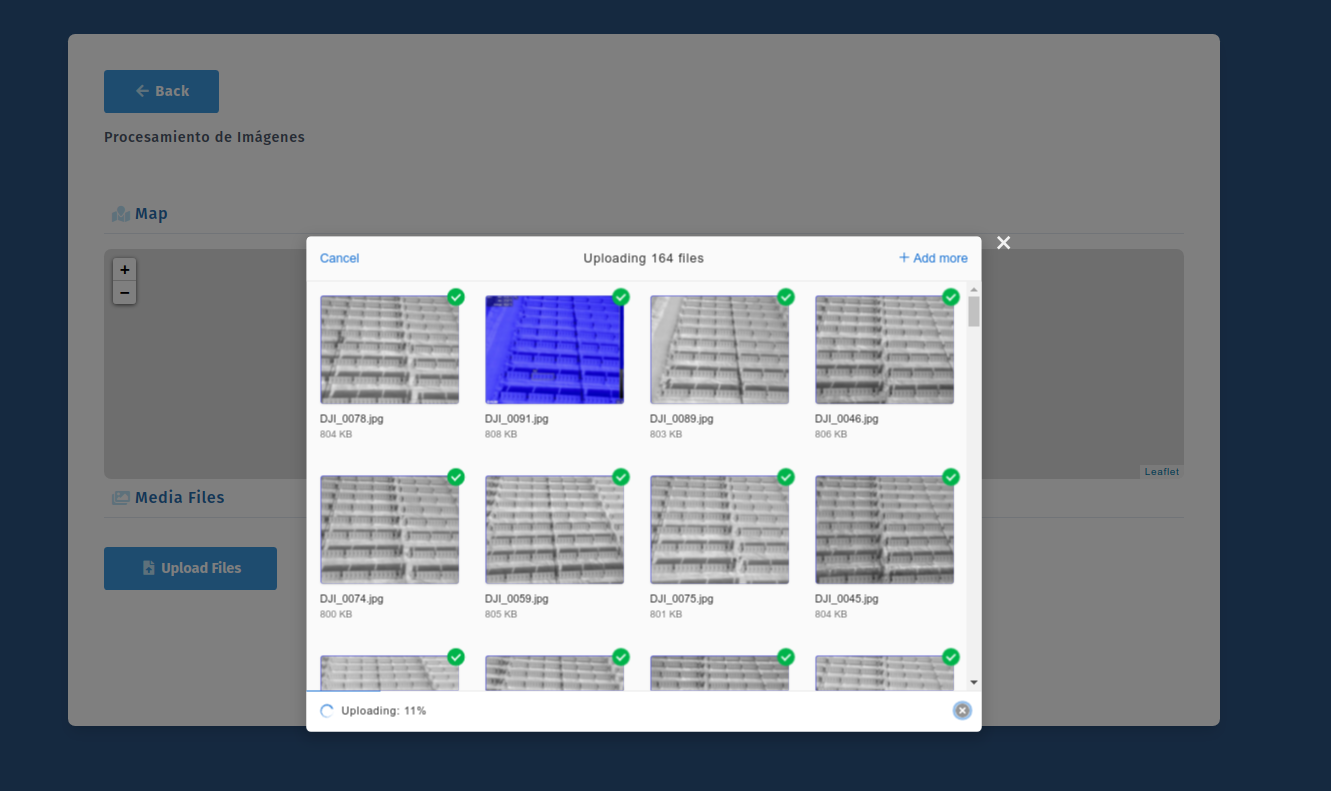 Back
Procesamiento de Imágenes
Map
+
−
Cancel
Uploading 164 files
+ Add more
DJI_0078.jpg
804 KB
DJI_0091.jpg
808 KB
DJI_0089.jpg
803 KB
DJI_0046.jpg
806 KB
DJI_0074.jpg
800 KB
DJI_0059.jpg
805 KB
DJI_0075.jpg
801 KB
DJI_0045.jpg
804 KB
Leaflet
Media Files
Upload Files
Uploading: 11%